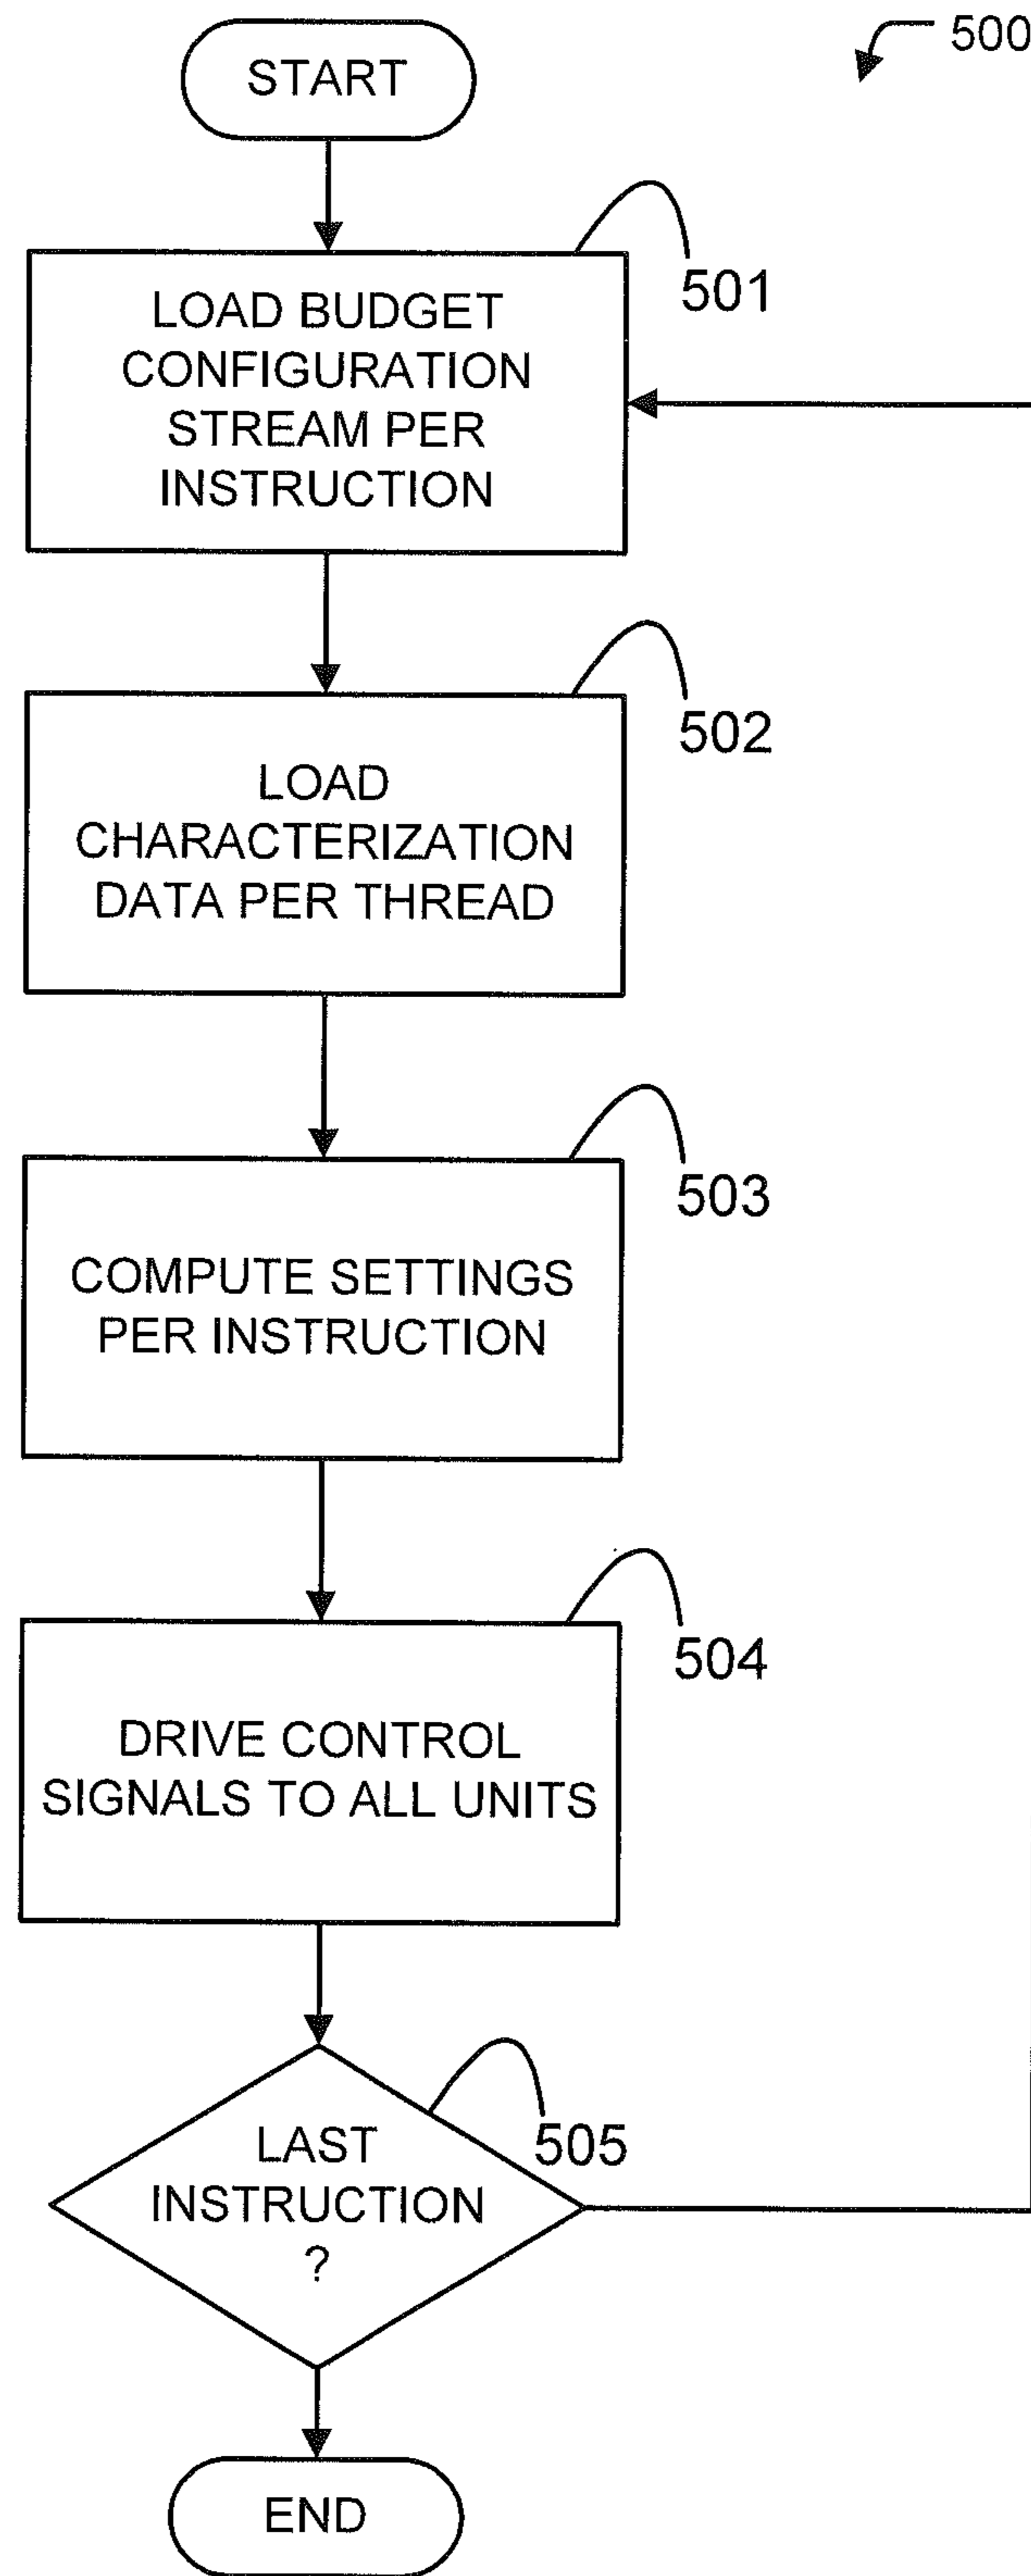 500
START
501
LOAD BUDGET
CONFIGURATION
STREAM PER
INSTRUCTION
502
LOAD
CHARACTERIZATION
DATA PER THREAD
503
COMPUTE SETTINGS
PER INSTRUCTION
504
DRIVE CONTROL
SIGNALS TO ALL UNITS
505
LAST
INSTRUCTION
?
END